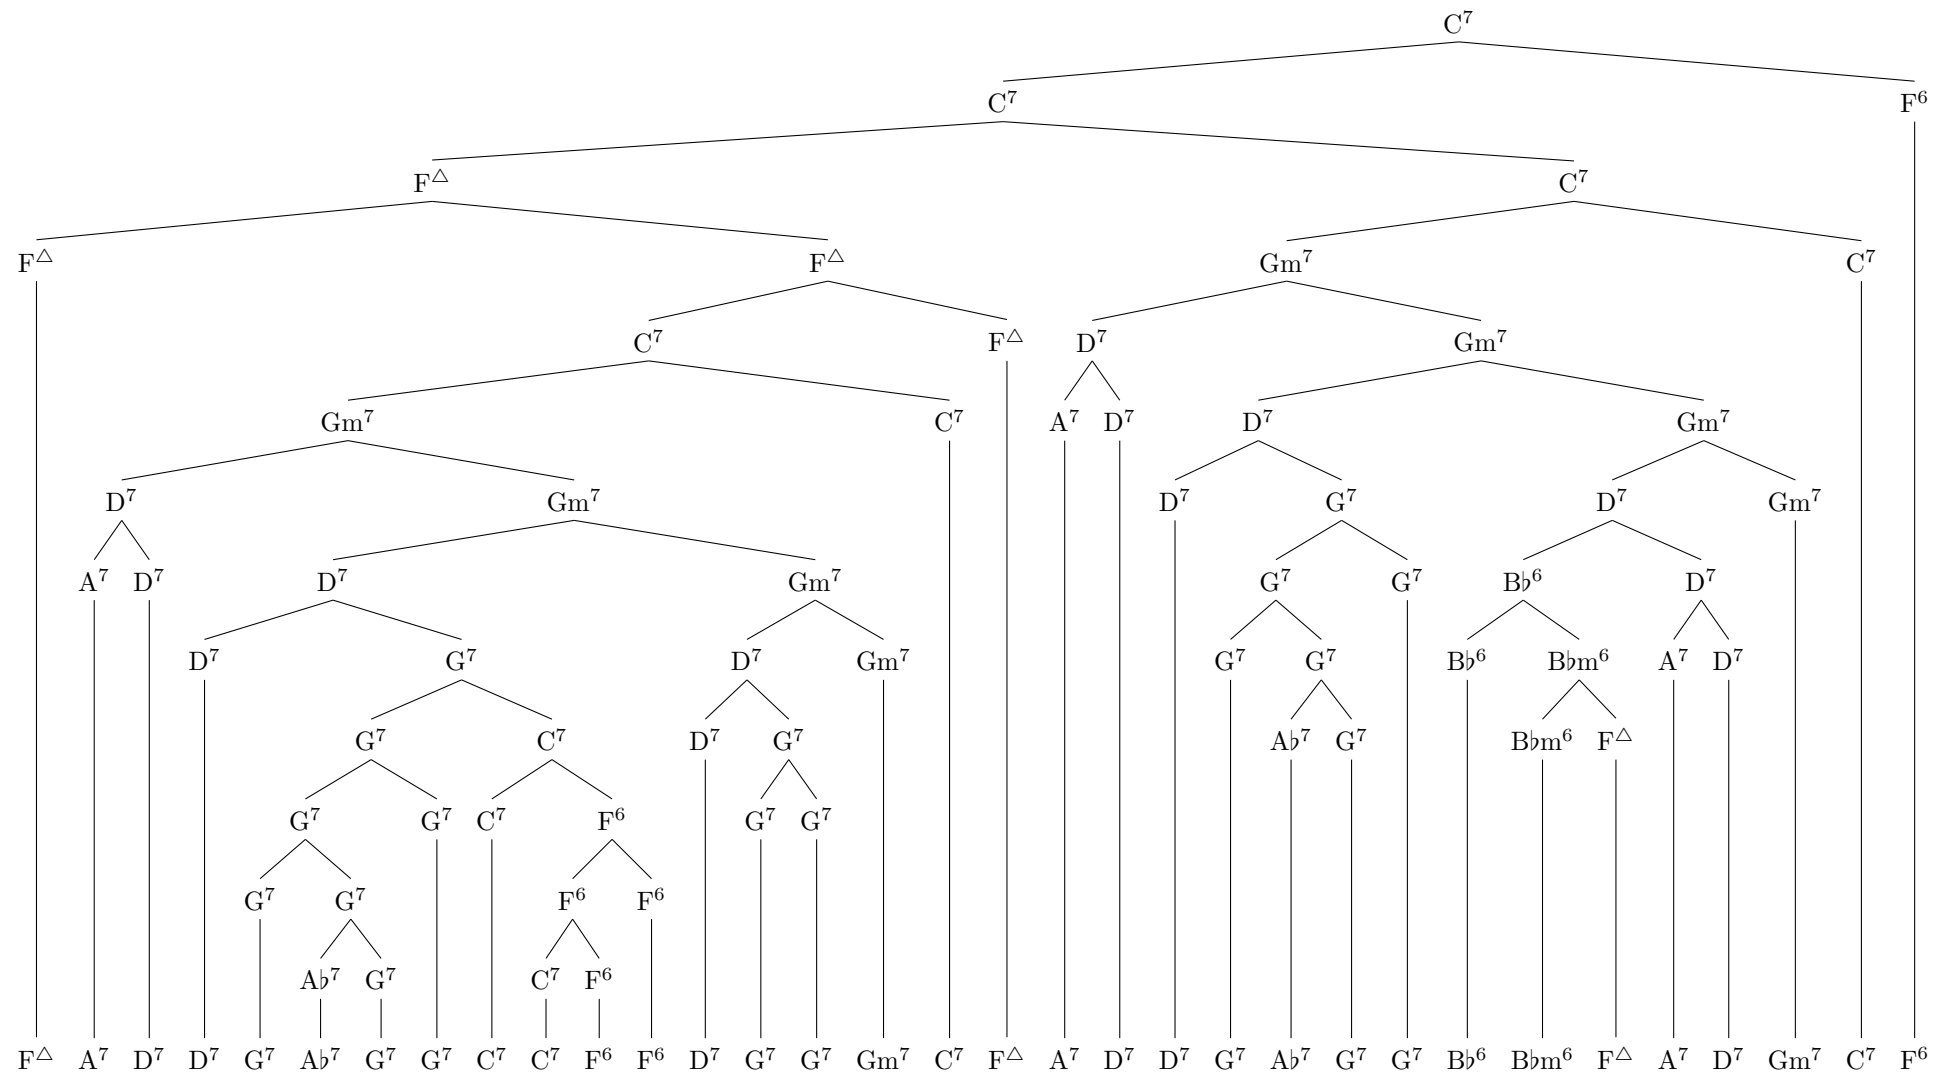 C⁷
C⁷ F⁶
F△ C⁷
F△ F△ Gm⁷ C⁷
C⁷ F△ D⁷ Gm⁷
Gm⁷ C⁷ A⁷ D⁷ D⁷ Gm⁷
D⁷ Gm⁷ D⁷ G⁷ D⁷ Gm⁷
A⁷ D⁷ D⁷ Gm⁷ G⁷ G⁷ B♭⁶ D⁷
D⁷ G⁷ D⁷ Gm⁷ G⁷ G⁷ B♭⁶ B♭m⁶ A⁷ D⁷
G⁷ C⁷ D⁷ G⁷ A♭⁷ G⁷ B♭m⁶ F△
G⁷ G⁷ C⁷ F⁶ G⁷ G⁷
G⁷ G⁷ F⁶ F⁶
A♭⁷ G⁷ C⁷ F⁶
F△ A⁷ D⁷ D⁷ G⁷ A♭⁷ G⁷ G⁷ C⁷ C⁷ F⁶ F⁶ D⁷ G⁷ G⁷ Gm⁷ C⁷ F△ A⁷ D⁷ D⁷ G⁷ A♭⁷ G⁷ G⁷ B♭⁶ B♭m⁶ F△ A⁷ D⁷ Gm⁷ C⁷ F⁶